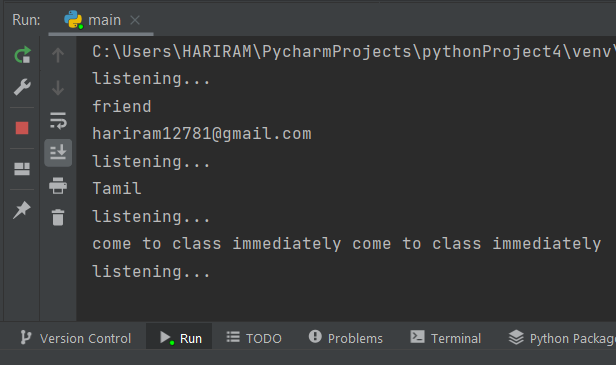 Run: main
C:\Users\HARIRAM\PycharmProjects\pythonProject4\venv\
listening...
friend
hariram12781@gmail.com
listening...
Tamil
listening...
come to class immediately come to class immediately
listening...
Version Control Run TODO Problems Terminal Python Package